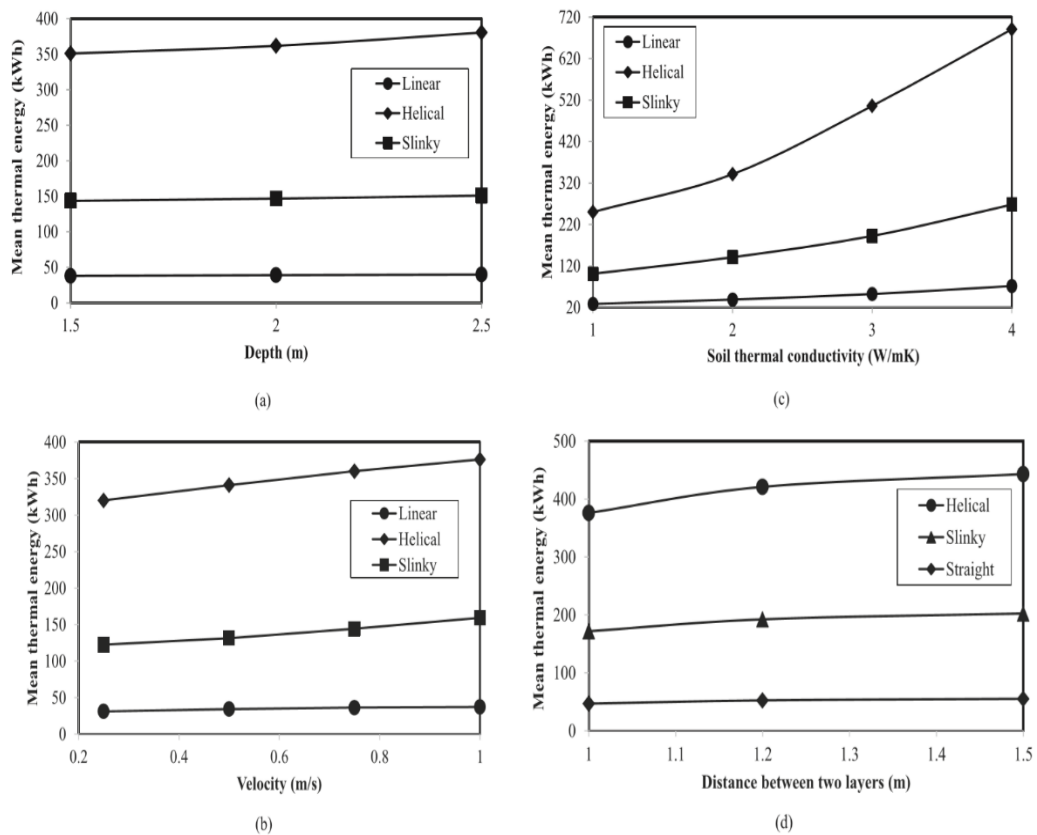 Mean thermal energy (kWh)
400
350
300
250
200
150
100
50
0
Linear
Helical
Slinky
1.5
2
2.5
Depth (m)
(a)
Mean thermal energy (kWh)
720
620
520
420
320
220
120
20
Linear
Helical
Slinky
1
2
3
4
Soil thermal conductivity (W/mK)
(c)
Mean thermal energy (kWh)
400
350
300
250
200
150
100
50
0
Linear
Helical
Slinky
0.2
0.4
0.6
0.8
1
Velocity (m/s)
(b)
Mean thermal energy (kWh)
500
400
300
200
100
0
Helical
Slinky
Straight
1
1.1
1.2
1.3
1.4
1.5
Distance between two layers (m)
(d)